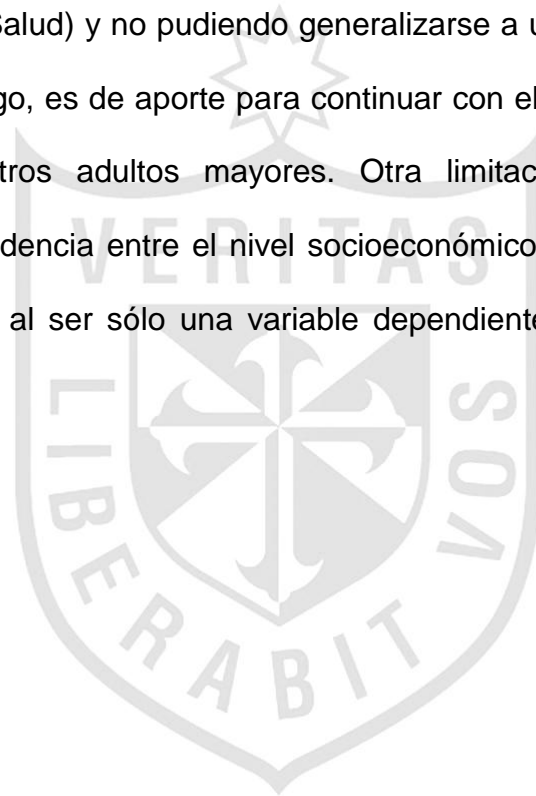 Salud) y no pudiendo generalizarse a u
go, es de aporte para continuar con el
tros adultos mayores. Otra limitac
dencia entre el nivel socioeconómico
al ser sólo una variable dependiente
VERITAS
LIBERABIT VOS